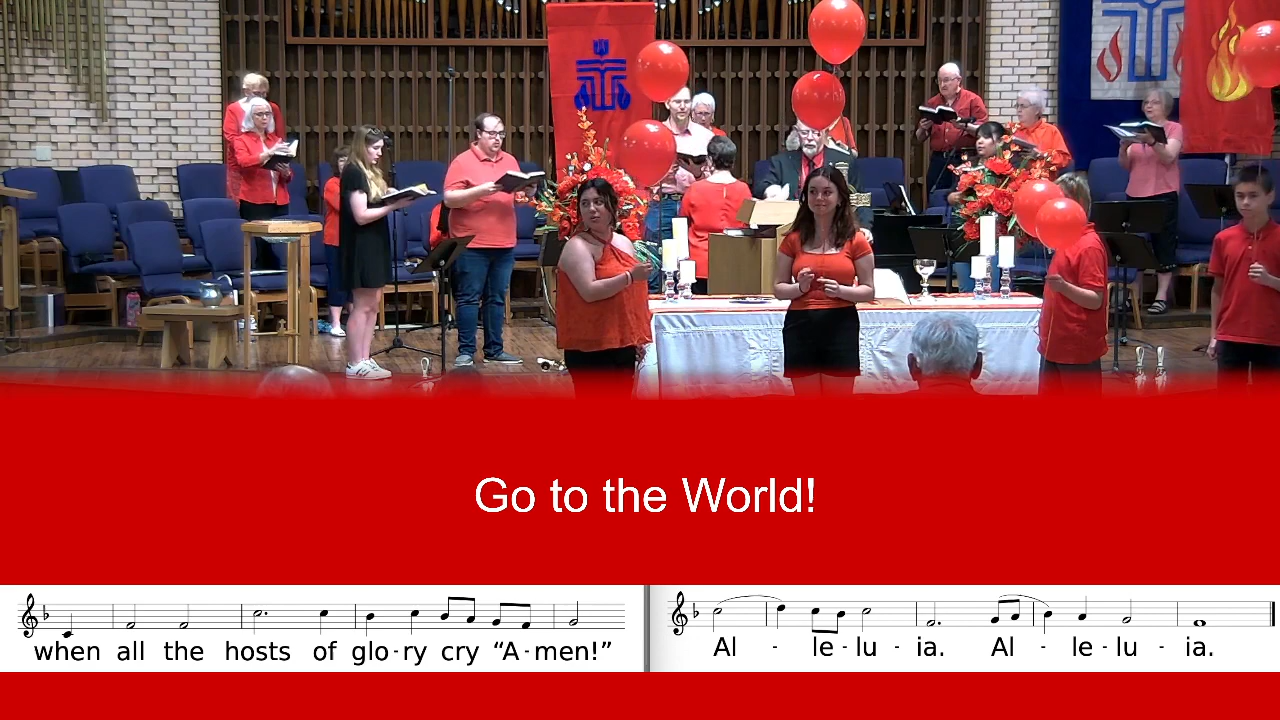 Go to the World!
when all the hosts of glo-ry cry “A-men!”
Al - le-lu - ia. Al - le-lu - ia.